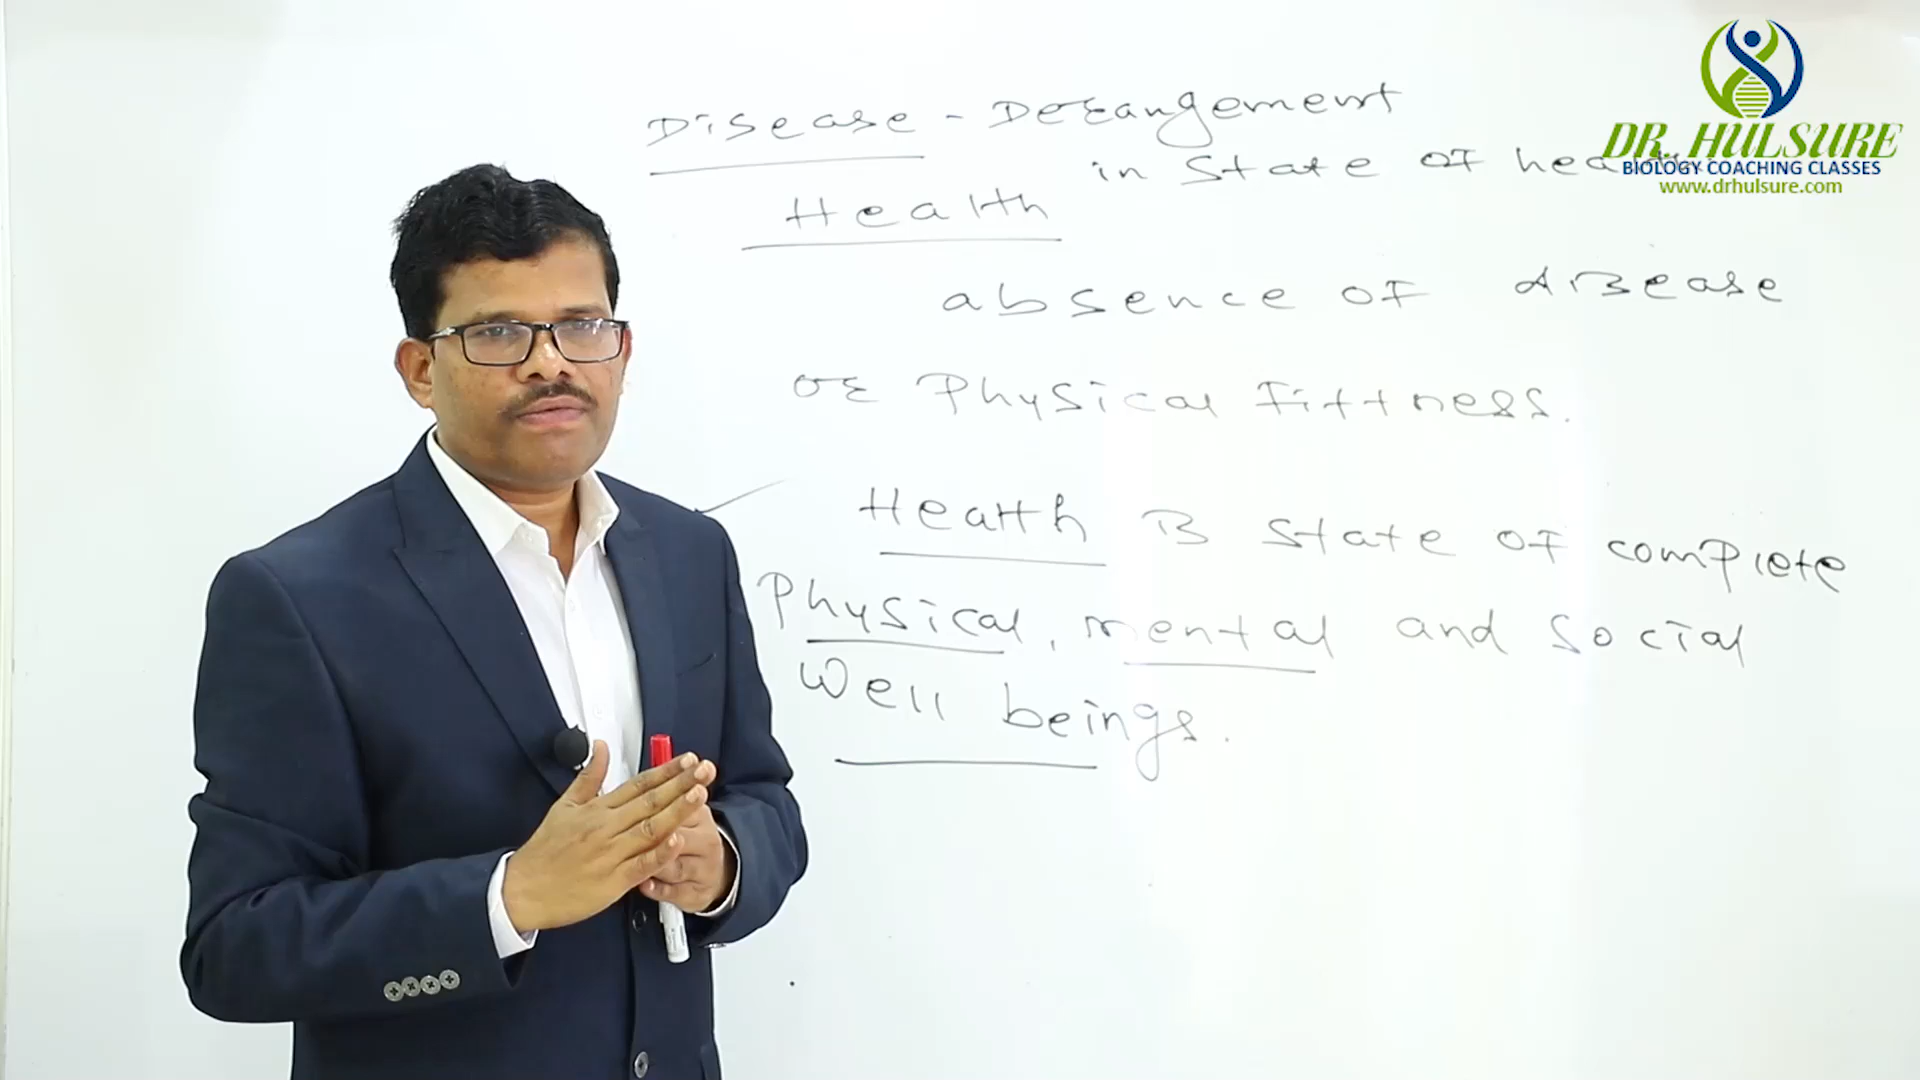 Disease - Derangement
in state of health
Health
absence of disease
or Physical Fittness.
Health is state of complete
Physical, mental and social
Well beings.
DR. HULSURE
BIOLOGY COACHING CLASSES
www.drhulsure.com